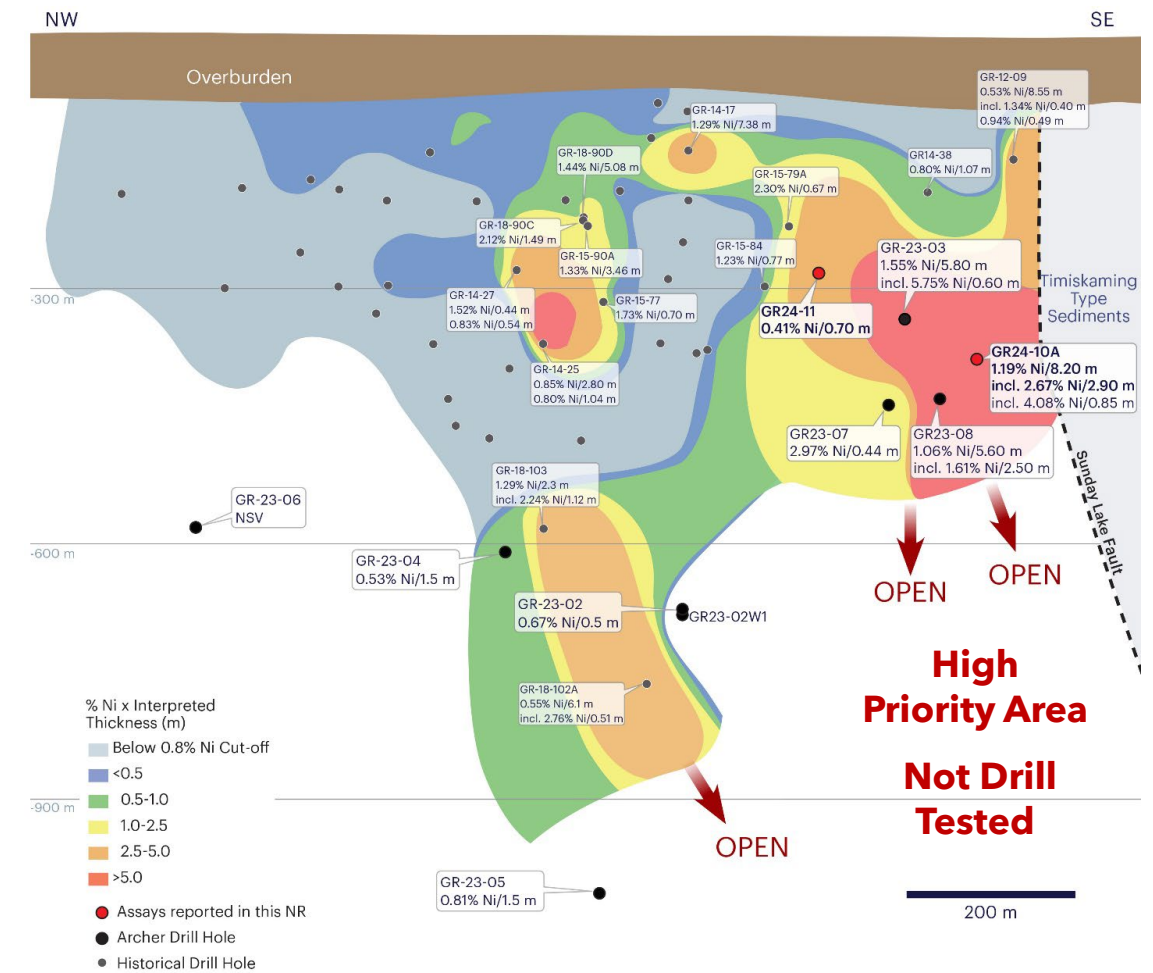 NW
SE
Overburden
GR-12-09
0.53% Ni/8.55 m
incl. 1.34% Ni/0.40 m
0.94% Ni/0.49 m
GR-14-17
1.29% Ni/7.38 m
GR-18-90D
1.44% Ni/5.08 m
GR14-38
0.80% Ni/1.07 m
GR-15-79A
2.30% Ni/0.67 m
GR-18-90C
2.12% Ni/1.49 m
GR-15-90A
1.33% Ni/3.46 m
GR-15-84
1.23% Ni/0.77 m
GR-23-03
1.55% Ni/5.80 m
incl. 5.75% Ni/0.60 m
-300 m
Timiskaming
Type
Sediments
GR-14-27
1.52% Ni/0.44 m
0.83% Ni/0.54 m
GR-15-77
1.73% Ni/0.70 m
GR24-11
0.41% Ni/0.70 m
GR24-10A
1.19% Ni/8.20 m
incl. 2.67% Ni/2.90 m
incl. 4.08% Ni/0.85 m
GR-14-25
0.85% Ni/2.80 m
0.80% Ni/1.04 m
GR23-07
2.97% Ni/0.44 m
GR23-08
1.06% Ni/5.60 m
incl. 1.61% Ni/2.50 m
GR-18-103
1.29% Ni/2.3 m
incl. 2.24% Ni/1.12 m
Sunday Lake Fault
GR-23-06
NSV
-600 m
GR-23-04
0.53% Ni/1.5 m
OPEN
OPEN
GR-23-02
0.67% Ni/0.5 m
GR23-02W1
High
Priority Area
Not Drill
Tested
GR-18-102A
0.55% Ni/6.1 m
incl. 2.76% Ni/0.51 m
% Ni x Interpreted
Thickness (m)
Below 0.8% Ni Cut-off
<0.5
0.5-1.0
-900 m
1.0-2.5
2.5-5.0
>5.0
OPEN
GR-23-05
0.81% Ni/1.5 m
Assays reported in this NR
Archer Drill Hole
Historical Drill Hole
200 m